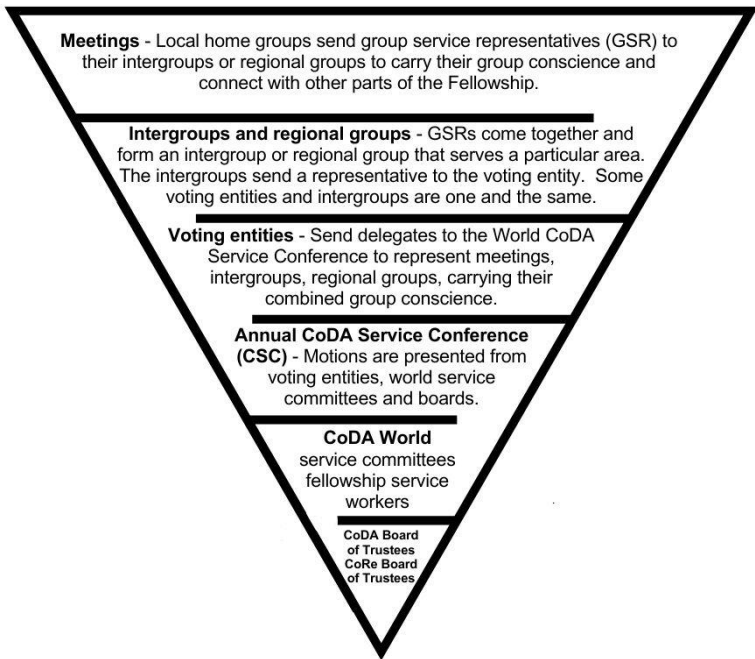 Meetings - Local home groups send group service representatives (GSR) to
their intergroups or regional groups to carry their group conscience and
connect with other parts of the Fellowship.
Intergroups and regional groups - GSRs come together and
form an intergroup or regional group that serves a particular area.
The intergroups send a representative to the voting entity. Some
voting entities and intergroups are one and the same.
Voting entities - Send delegates to the World CoDA
Service Conference to represent meetings,
intergroups, regional groups, carrying their
combined group conscience.
Annual CoDA Service Conference
(CSC) - Motions are presented from
voting entities, world service
committees and boards.
CoDA World
service committees
fellowship service
workers
CoDA Board
of Trustees
CoRe Board
of Trustees